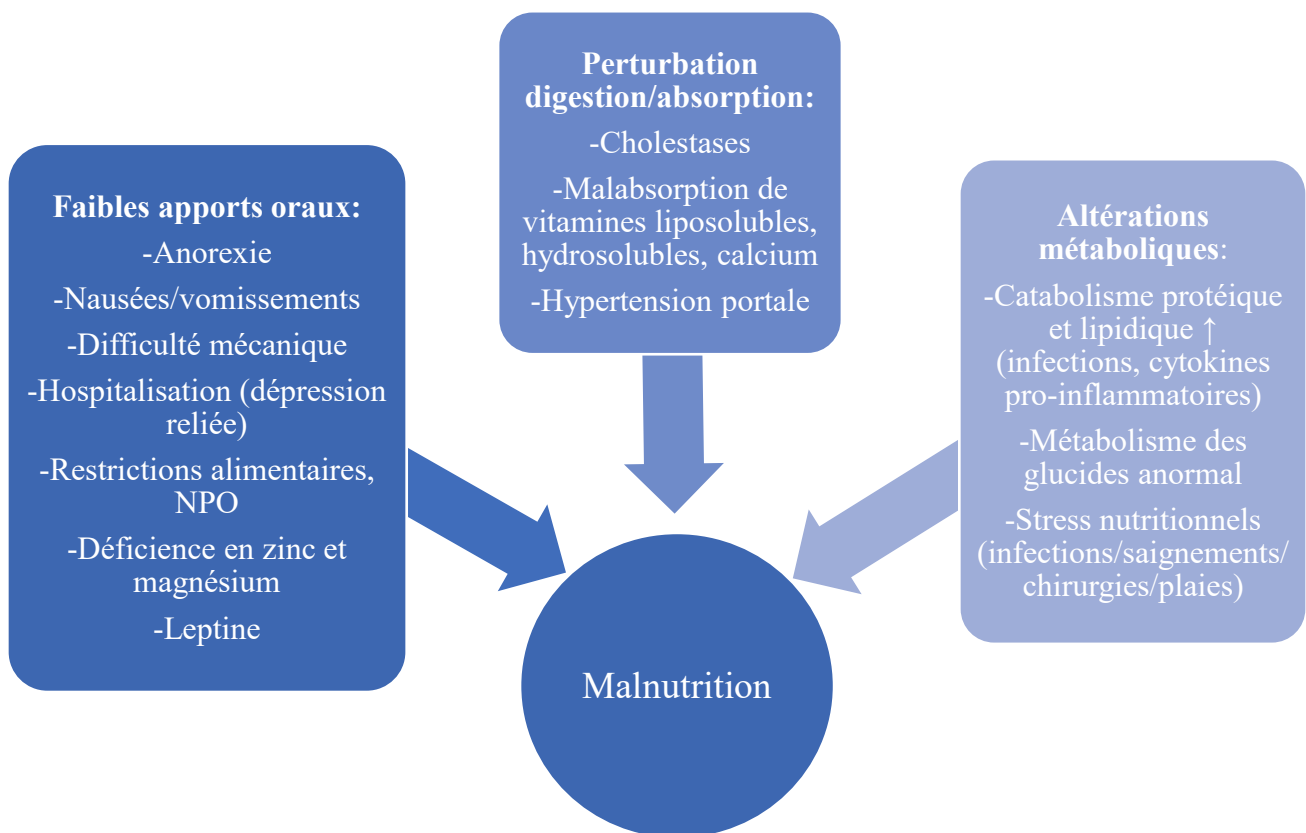 Faibles apports oraux:
-Anorexie
-Nausées/vomissements
-Difficulté mécanique
-Hospitalisation (dépression
reliée)
-Restrictions alimentaires,
NPO
-Déficience en zinc et
magnésium
-Leptine
Perturbation
digestion/absorption:
-Cholestases
-Malabsorption de
vitamines liposolubles,
hydrosolubles, calcium
-Hypertension portale
Altérations
métaboliques:
-Catabolisme protéique
et lipidique ↑
(infections, cytokines
pro-inflammatoires)
-Métabolisme des
glucides anormal
-Stress nutritionnels
(infections/saignements/
chirurgies/plaies)
Malnutrition